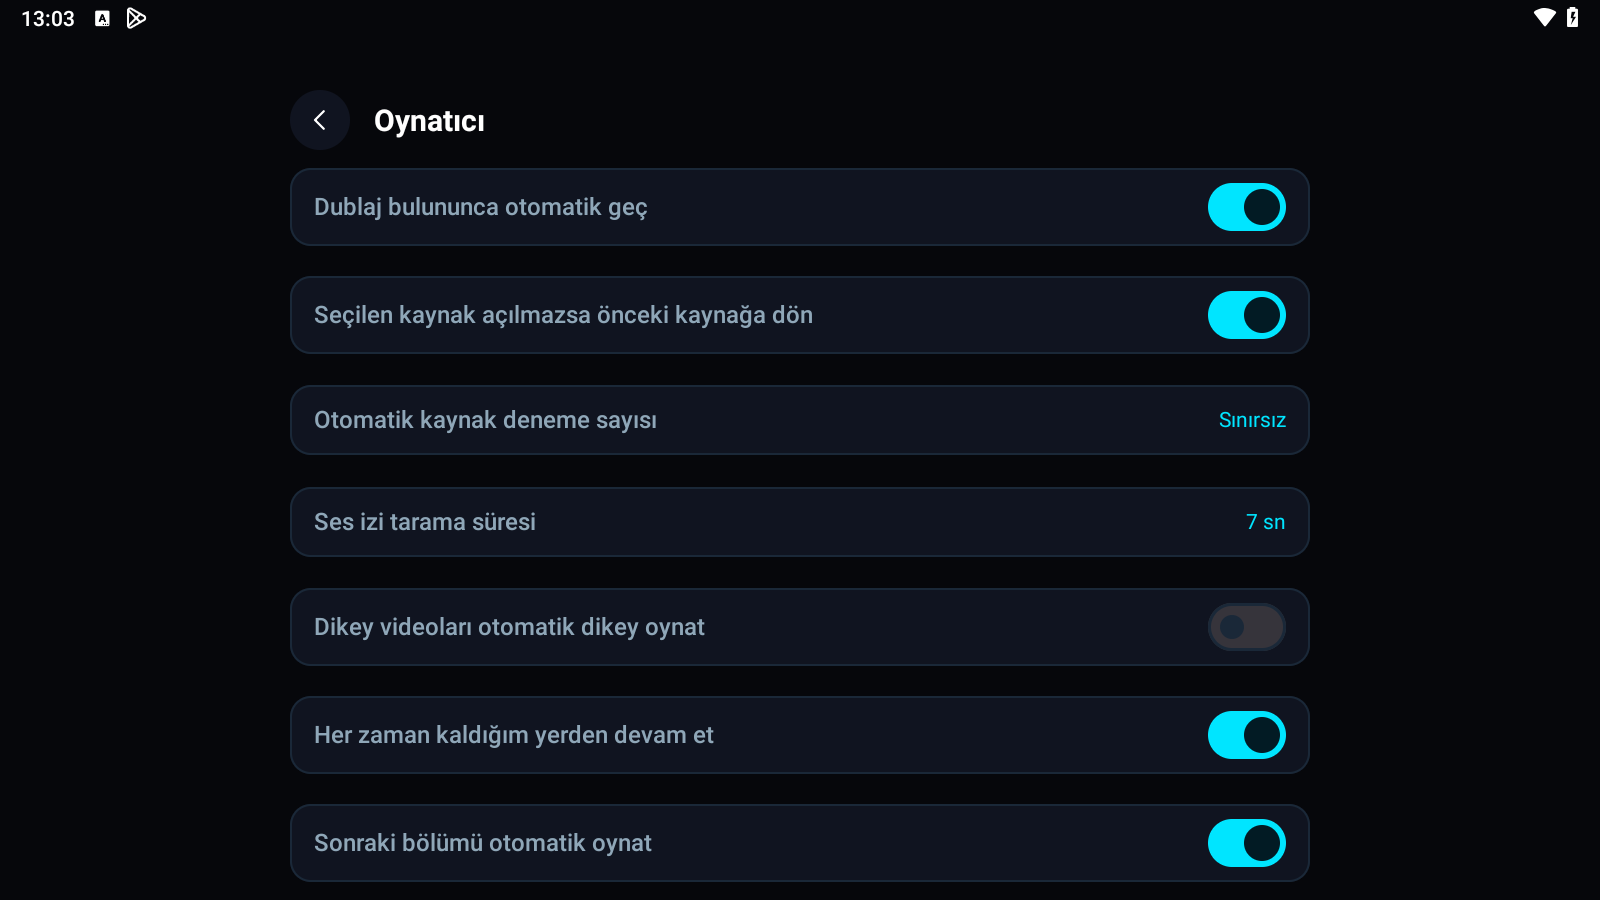 13:03
Oynatıcı
Dublaj bulununca otomatik geç
Seçilen kaynak açılmazsa önceki kaynağa dön
Otomatik kaynak deneme sayısı Sınırsız
Ses izi tarama süresi 7 sn
Dikey videoları otomatik dikey oynat
Her zaman kaldığım yerden devam et
Sonraki bölümü otomatik oynat